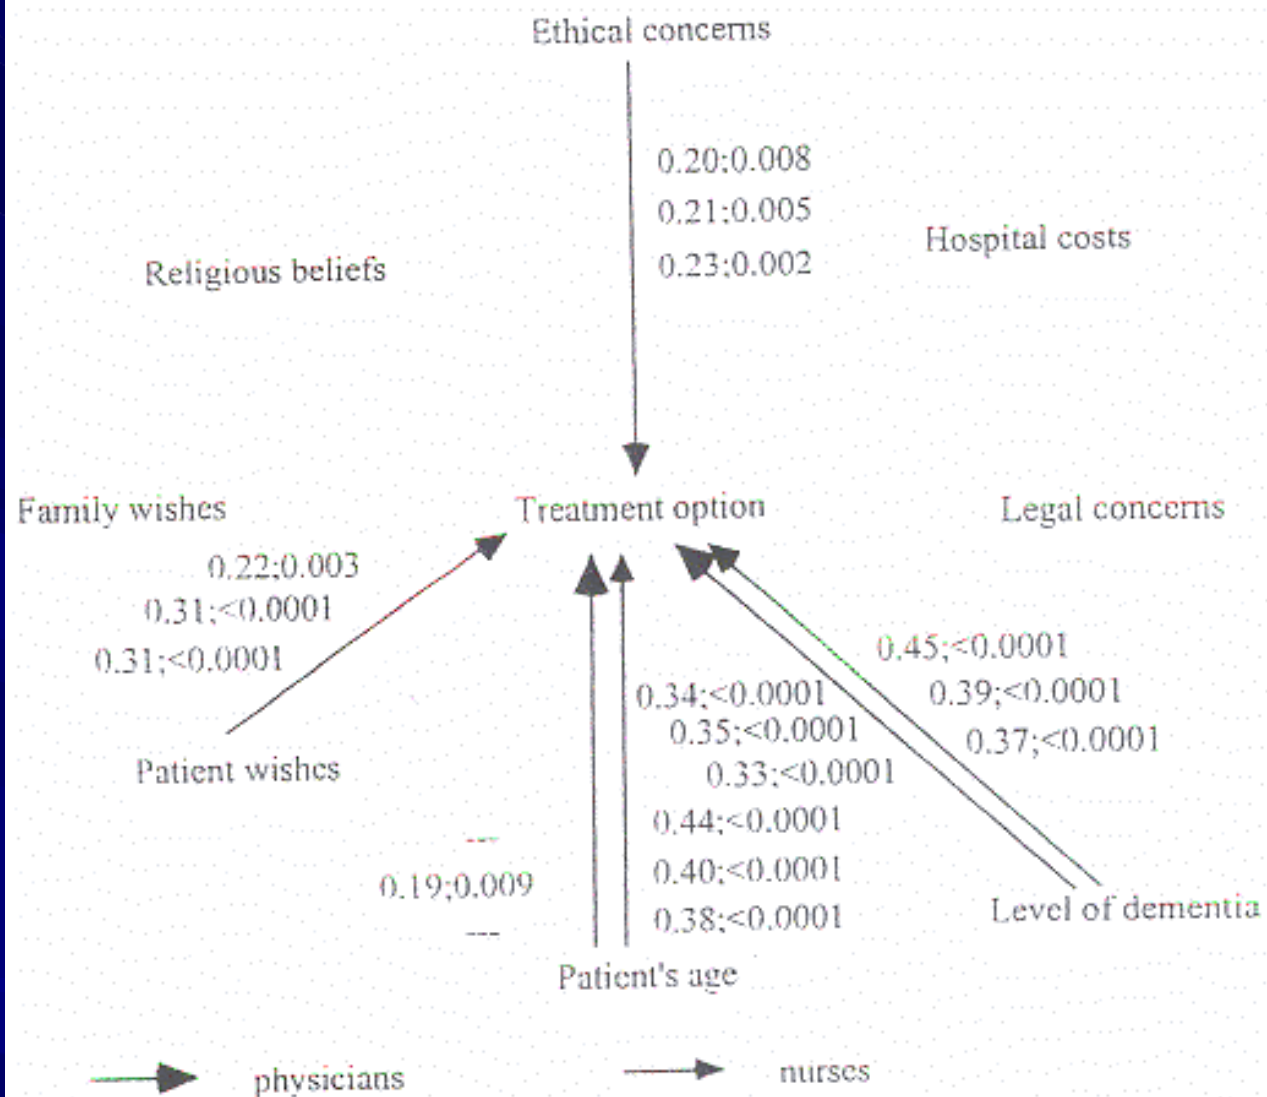 Ethical concerns
0.20;0.008
0.21;0.005
0.23;0.002
Hospital costs
Religious beliefs
Family wishes
Treatment option
Legal concerns
0.22;0.003
0.31;<0.0001
0.31;<0.0001
Patient wishes
0.45;<0.0001
0.39;<0.0001
0.37;<0.0001
0.34;<0.0001
0.35;<0.0001
0.33;<0.0001
---
0.19;0.009
---
0.44;<0.0001
0.40;<0.0001
0.38;<0.0001
Level of dementia
Patient's age
physicians
nurses